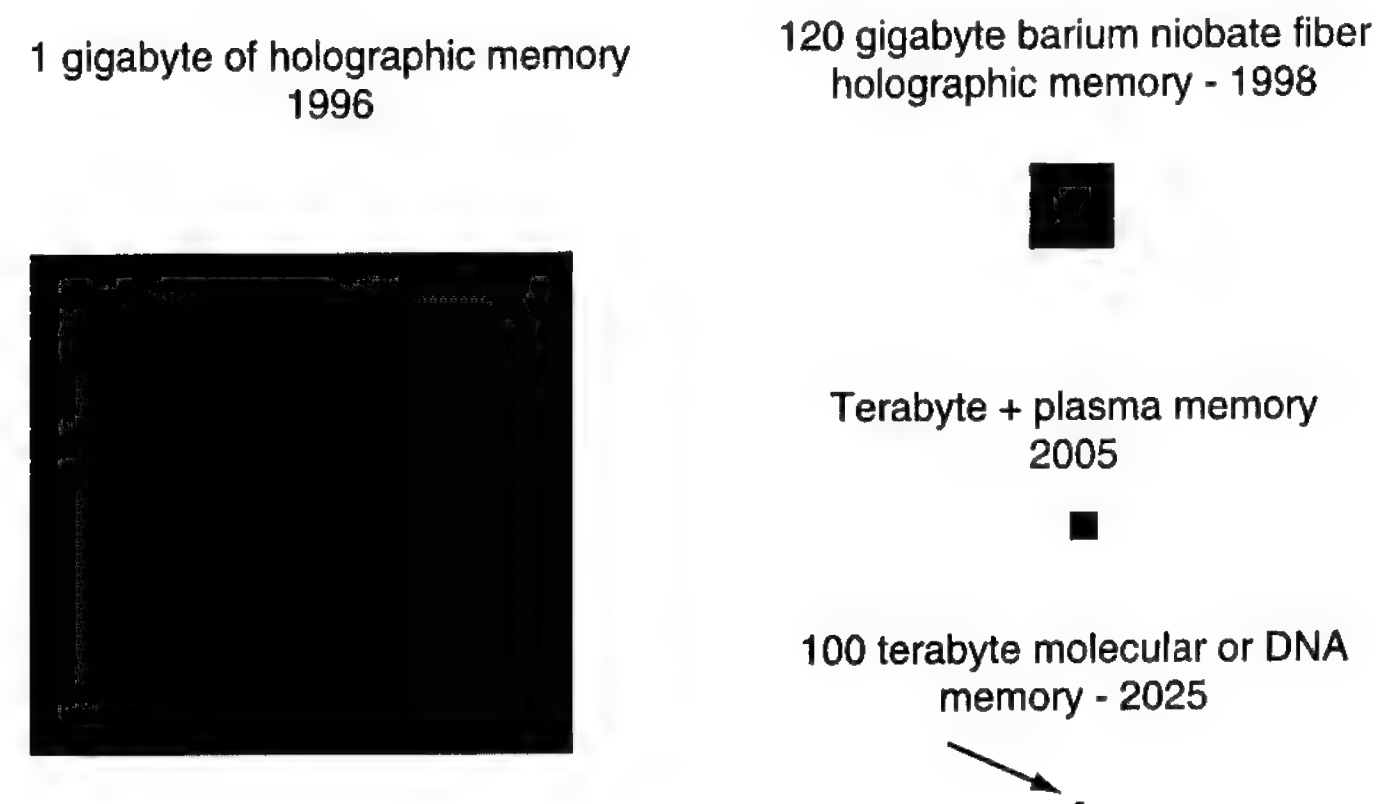 1 gigabyte of holographic memory
1996
120 gigabyte barium niobate fiber
holographic memory - 1998
Terabyte + plasma memory
2005
100 terabyte molecular or DNA
memory - 2025